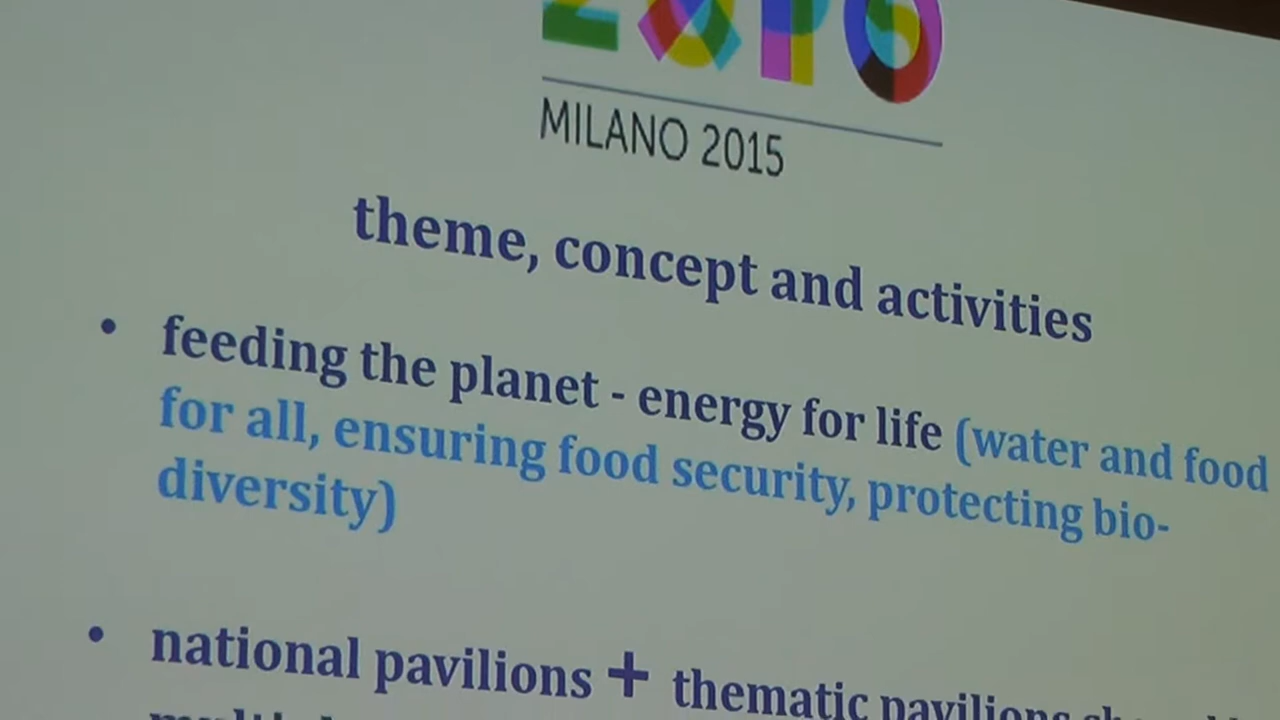 EXPO
MILANO 2015
theme, concept and activities
• feeding the planet - energy for life (water and food
for all, ensuring food security, protecting bio-
diversity)
• national pavilions + thematic pavilions